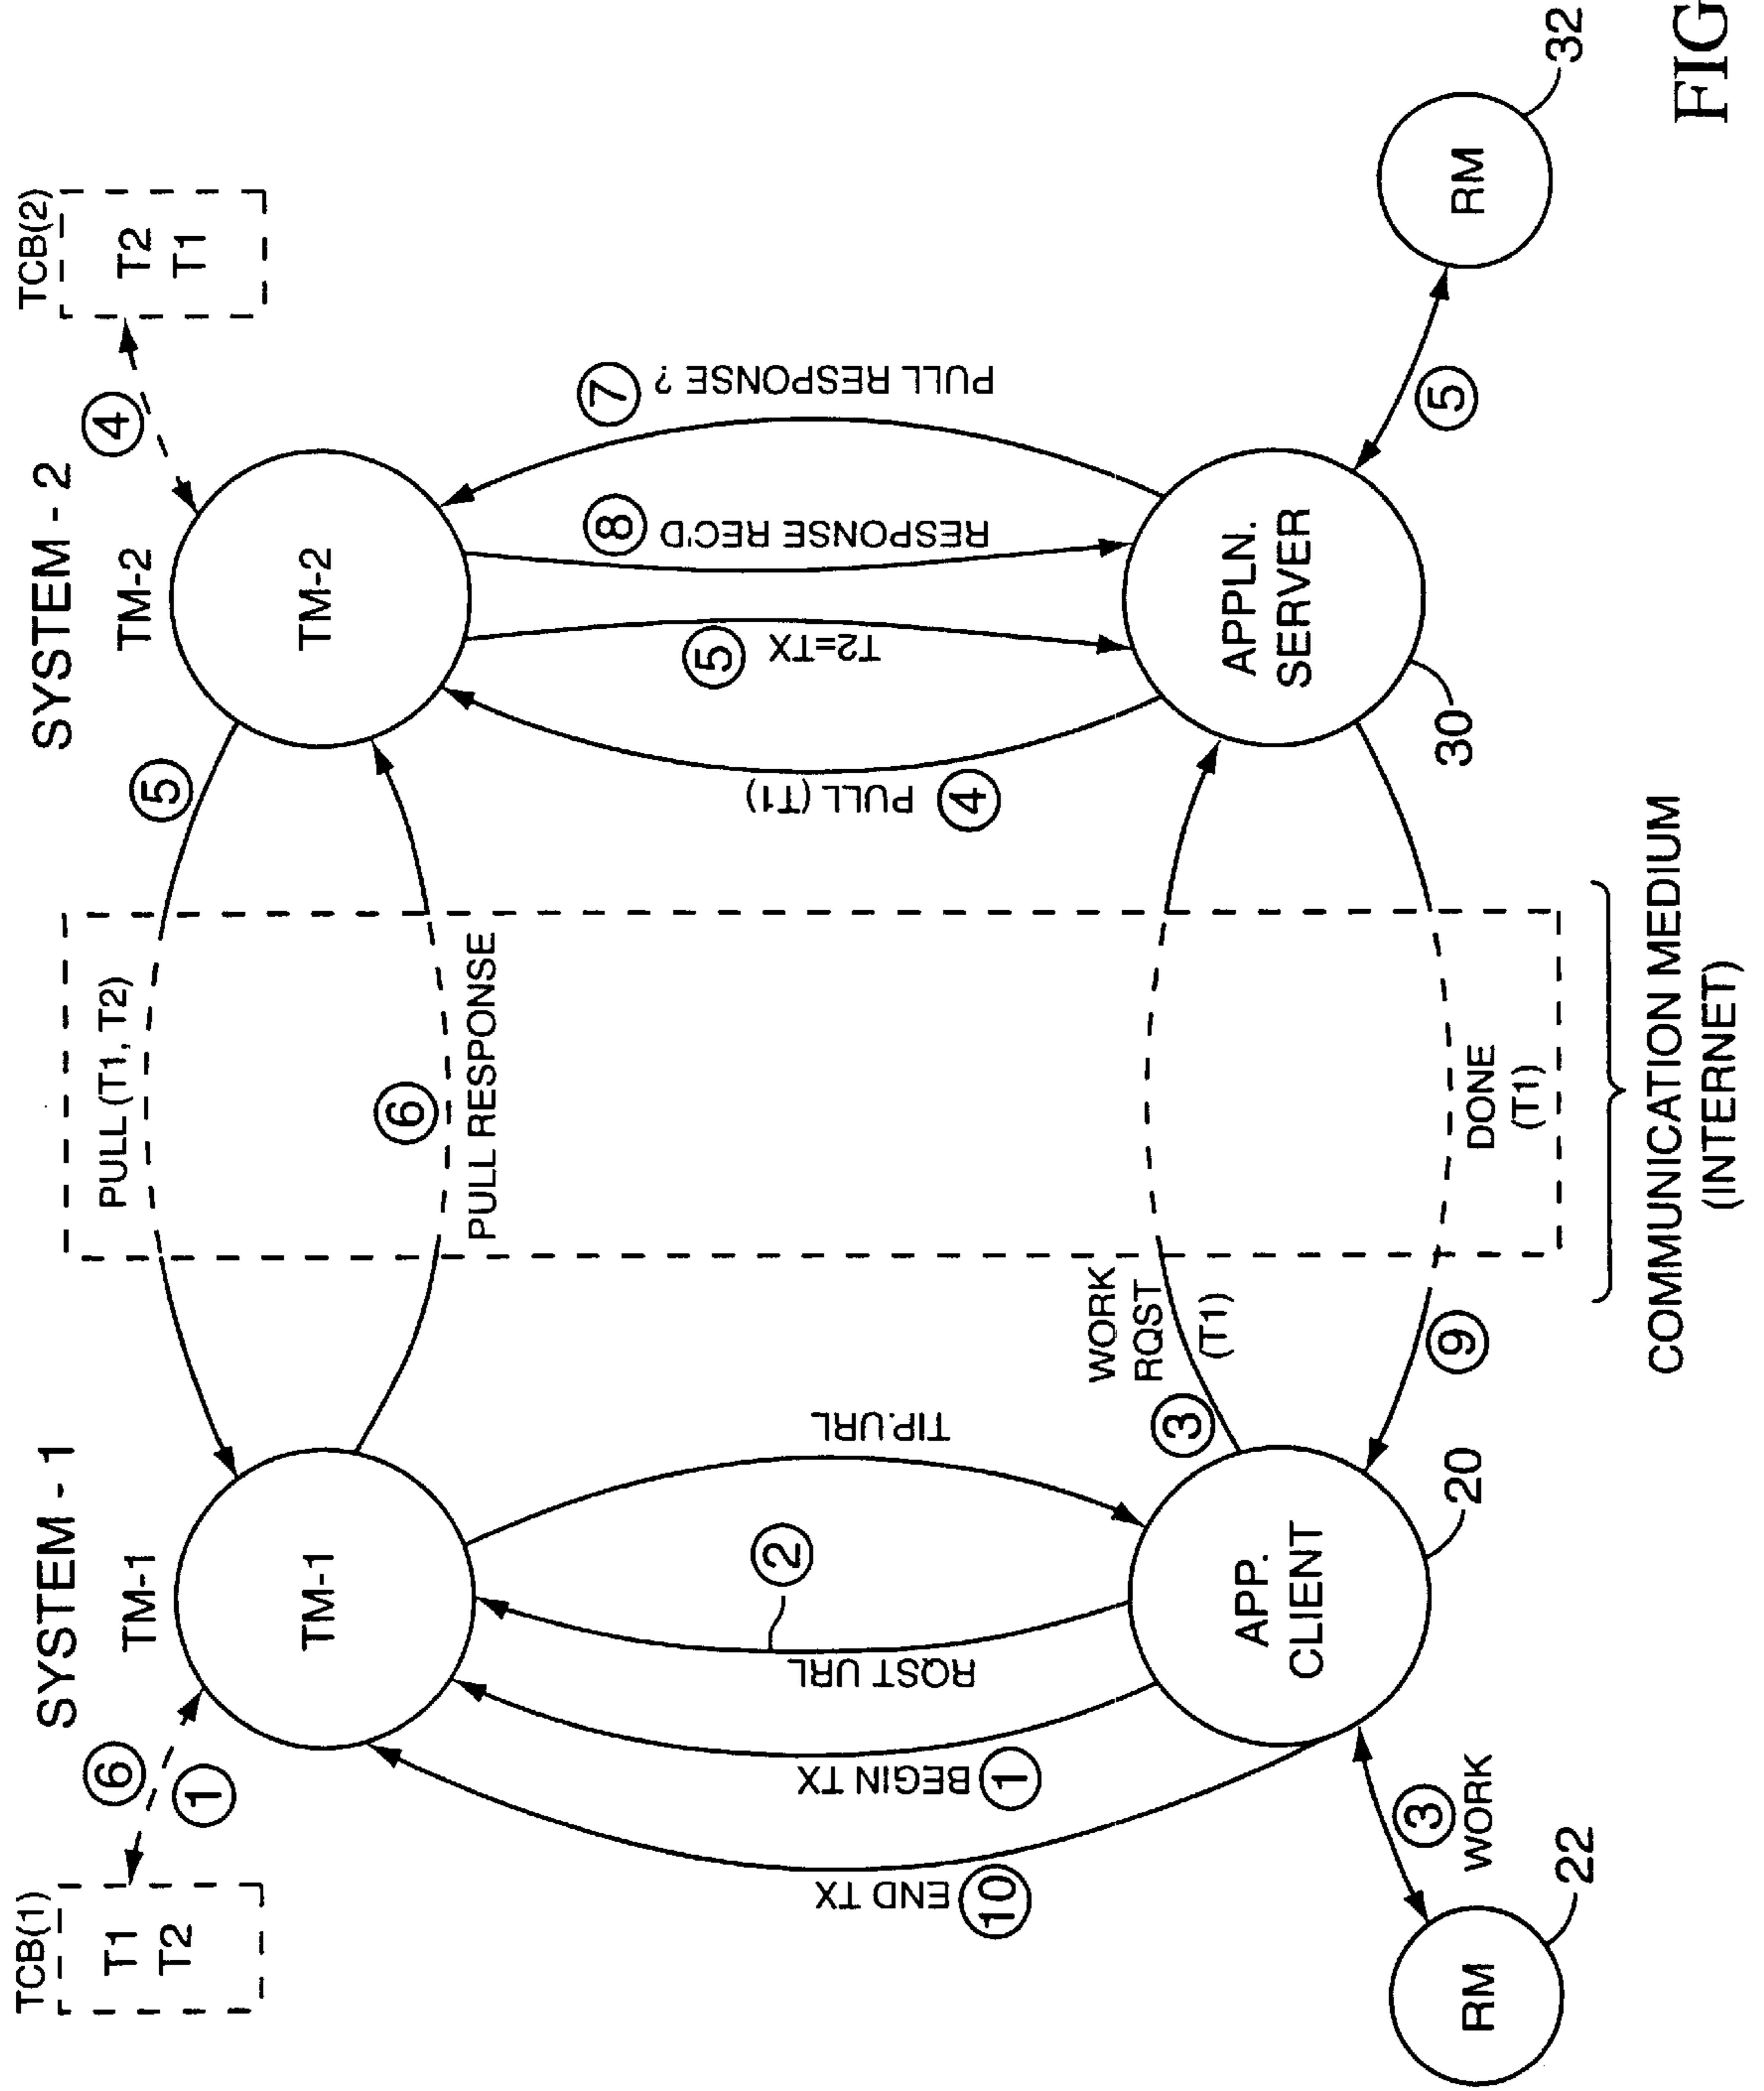 SYSTEM - 1
SYSTEM - 2
TCB(1)
T1
T2
6
1
TM-1
TM-1
PULL (T1, T2)
5
TM-2
TM-2
4
TCB(2)
T2
T1
6
PULL RESPONSE
10
END TX
1
BEGIN TX
RQST URL
2
TIP.URL
4
PULL (T1)
5
T2=TX
8
RESPONSE REC'D
7
PULL RESPONSE ?
3
WORK
RQST
(T1)
APP.
CLIENT
20
APPLN.
SERVER
30
3
WORK
RM
22
9
DONE
(T1)
5
RM
32
COMMUNICATION MEDIUM
(INTERNET)
FIG